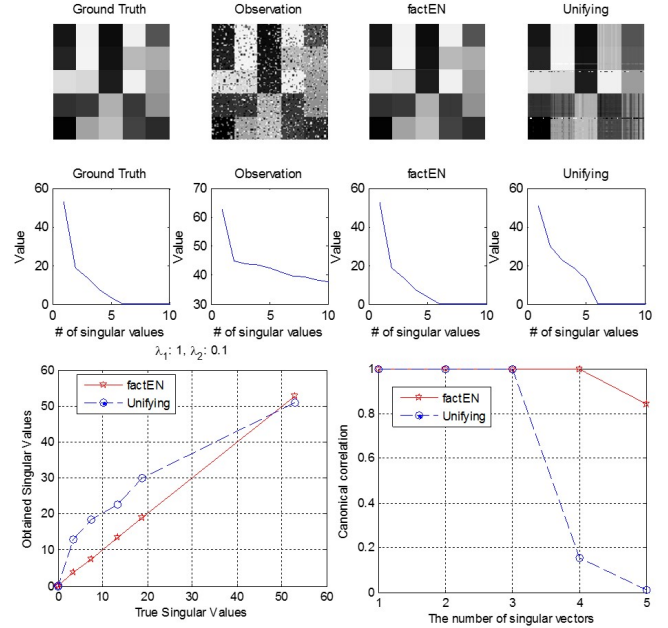 Ground Truth
Observation
factEN
Unifying
Ground Truth
Observation
factEN
Unifying
Value
60
40
20
0
0
5
10
# of singular values
Value
70
60
50
40
30
0
5
10
# of singular values
Value
60
40
20
0
0
5
10
# of singular values
Value
60
40
20
0
0
5
10
# of singular values
λ₁: 1, λ₂: 0.1
factEN
Unifying
Obtained Singular Values
60
50
40
30
20
10
0
0
10
20
30
40
50
60
True Singular Values
factEN
Unifying
Canonical correlation
1
0.8
0.6
0.4
0.2
0
1
2
3
4
5
The number of singular vectors